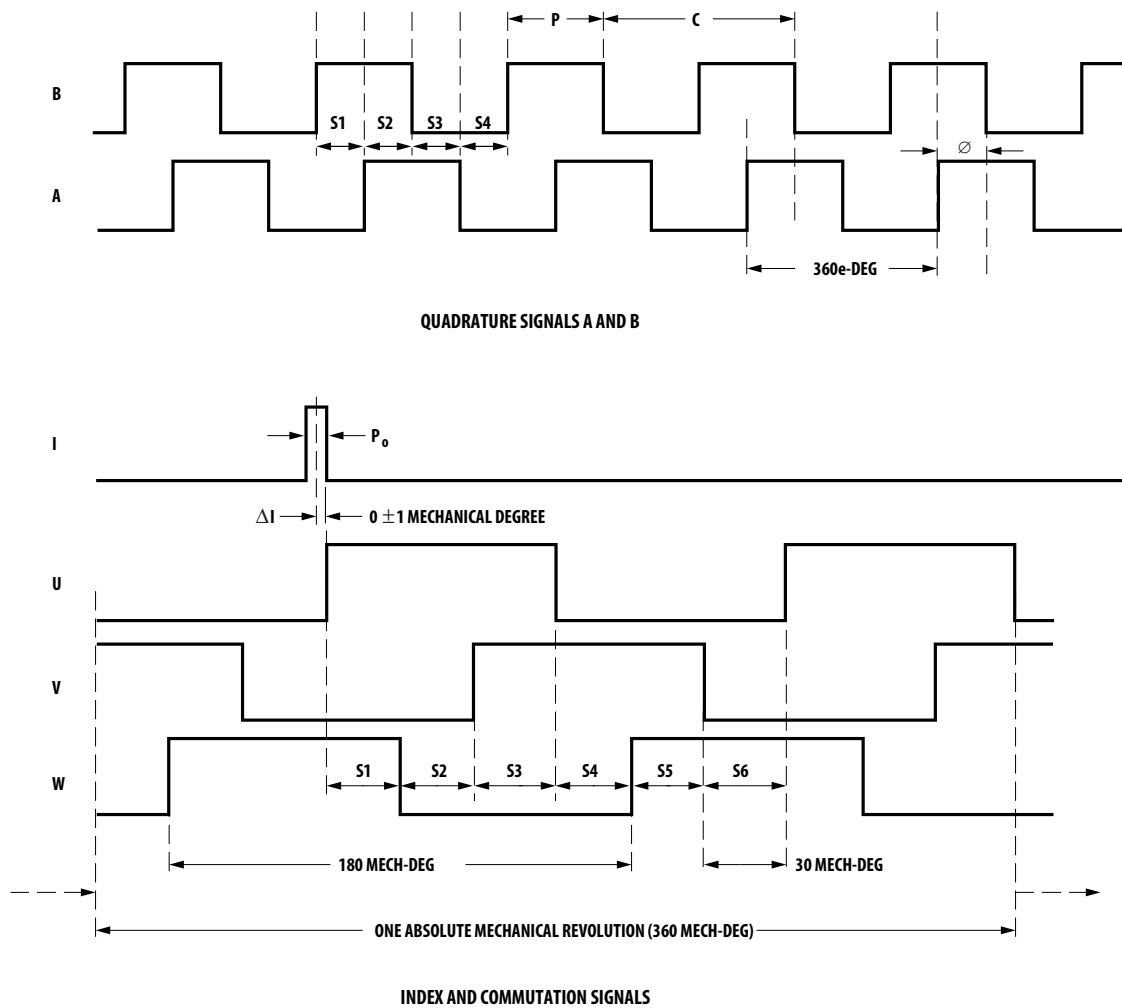 P
C
B
S1
S2
S3
S4
∅
A
360e-DEG
QUADRATURE SIGNALS A AND B
I
Po
ΔI
0 ±1 MECHANICAL DEGREE
U
V
W
S1
S2
S3
S4
S5
S6
180 MECH-DEG
30 MECH-DEG
ONE ABSOLUTE MECHANICAL REVOLUTION (360 MECH-DEG)
INDEX AND COMMUTATION SIGNALS